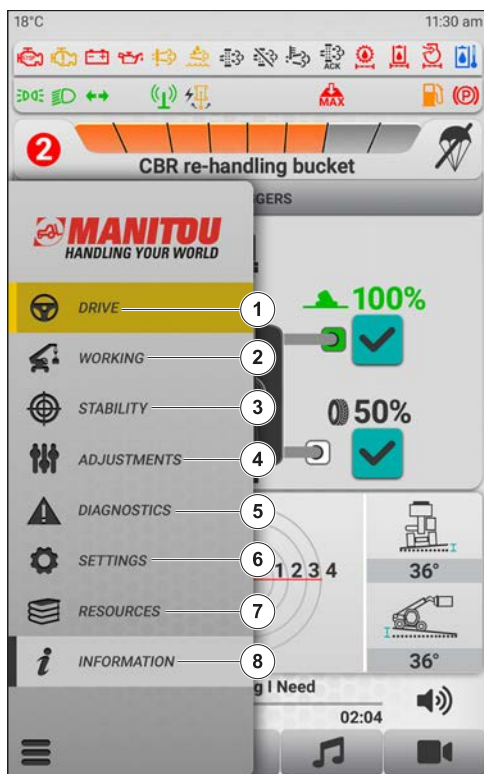 18°C 11:30 am
STOP
ACK
MAX
P
2
CBR re-handling bucket
GERS
MANITOU
HANDLING YOUR WORLD
100%
DRIVE 1
WORKING 2
STABILITY 3
50%
ADJUSTMENTS 4
DIAGNOSTICS 5
SETTINGS 6
1 2 3 4
36°
RESOURCES 7
INFORMATION 8
36°
g I Need
02:04